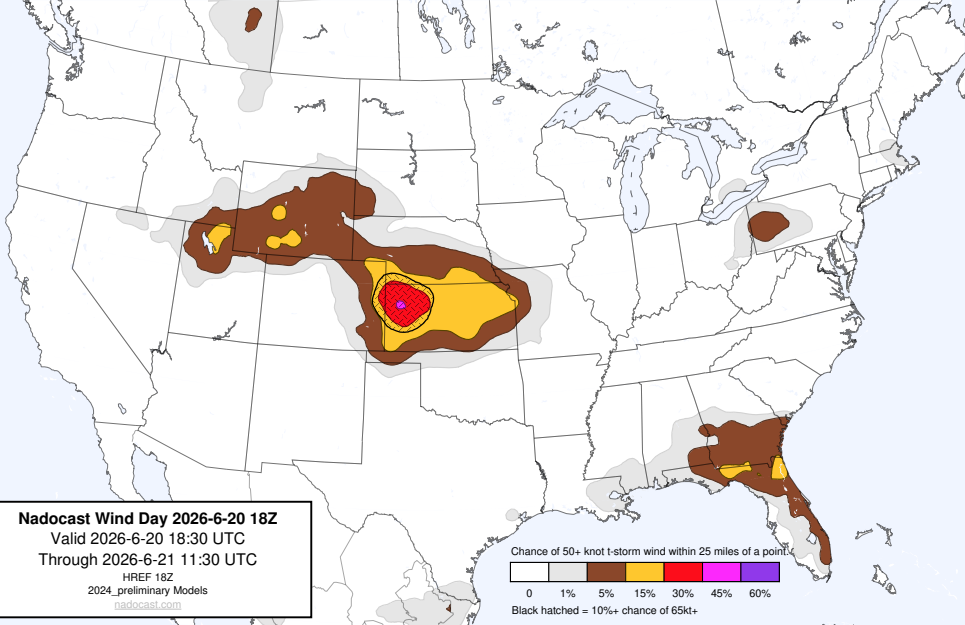 Nadocast Wind Day 2026-6-20 18Z
Valid 2026-6-20 18:30 UTC
Through 2026-6-21 11:30 UTC
HREF 18Z
2024_preliminary Models
nadocast.com
Chance of 50+ knot t-storm wind within 25 miles of a point.
0 1% 5% 15% 30% 45% 60%
Black hatched = 10%+ chance of 65kt+